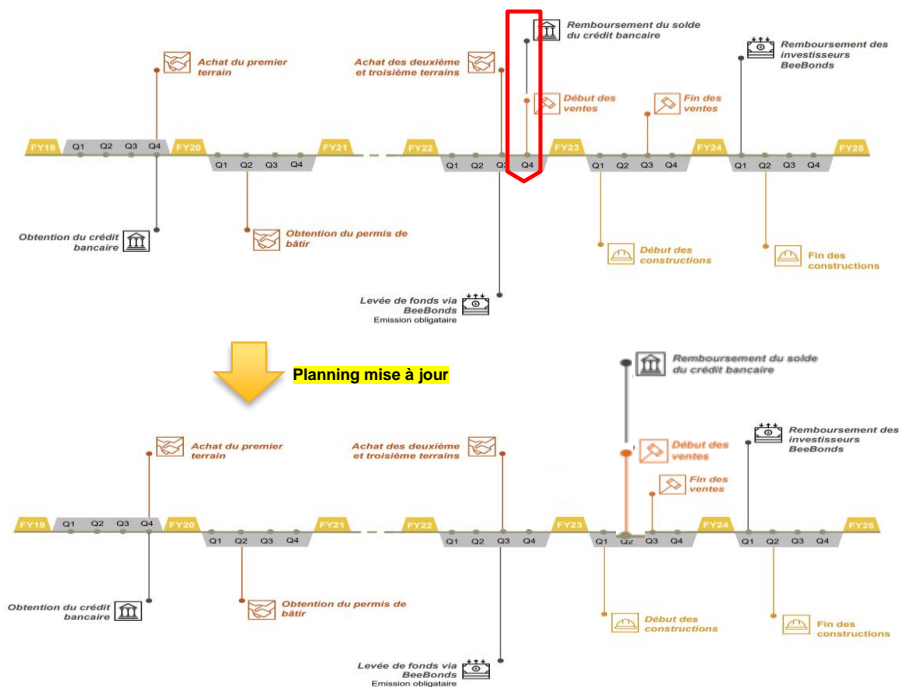 Remboursement du solde
du crédit bancaire
Achat du premier
terrain
Achat des deuxième
et troisième terrains
Remboursement des
investisseurs
BeeBonds
Début des
ventes
Fin des
ventes
FY19 Q1 Q2 Q3 Q4 FY20 Q1 Q2 Q3 Q4 FY21 FY22 Q1 Q2 Q3 Q4 FY23 Q1 Q2 Q3 Q4 FY24 Q1 Q2 Q3 Q4 FY25
Obtention du crédit
bancaire
Obtention du permis de
bâtir
Début des
constructions
Fin des
constructions
Levée de fonds via
BeeBonds
Emission obligataire
Planning mise à jour
Remboursement du solde
du crédit bancaire
Achat du premier
terrain
Achat des deuxième
et troisième terrains
Début des
ventes
Remboursement des
investisseurs
BeeBonds
Fin des
ventes
FY19 Q1 Q2 Q3 Q4 FY20 Q1 Q2 Q3 Q4 FY21 FY22 Q1 Q2 Q3 Q4 FY23 Q1 Q2 Q3 Q4 FY24 Q1 Q2 Q3 Q4 FY25
Obtention du crédit
bancaire
Obtention du permis de
bâtir
Début des
constructions
Fin des
constructions
Levée de fonds via
BeeBonds
Emission obligataire